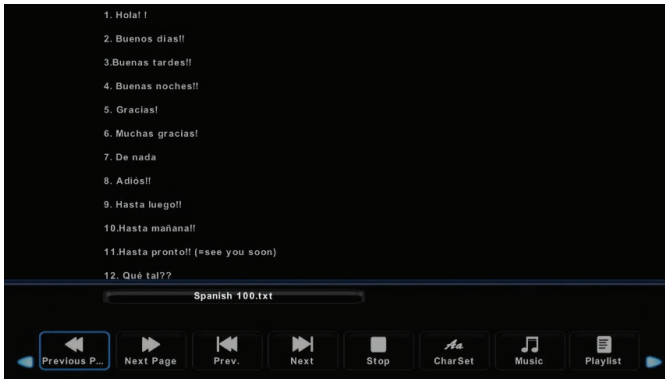 1. Hola! !
2. Buenos días!!
3.Buenas tardes!!
4. Buenas noches!!
5. Gracias!
6. Muchas gracias!
7. De nada
8. Adiós!!
9. Hasta luego!!
10.Hasta mañana!!
11.Hasta pronto!! (=see you soon)
12. Qué tal??
Spanish 100.txt
Previous P... Next Page Prev. Next Stop CharSet Music Playlist